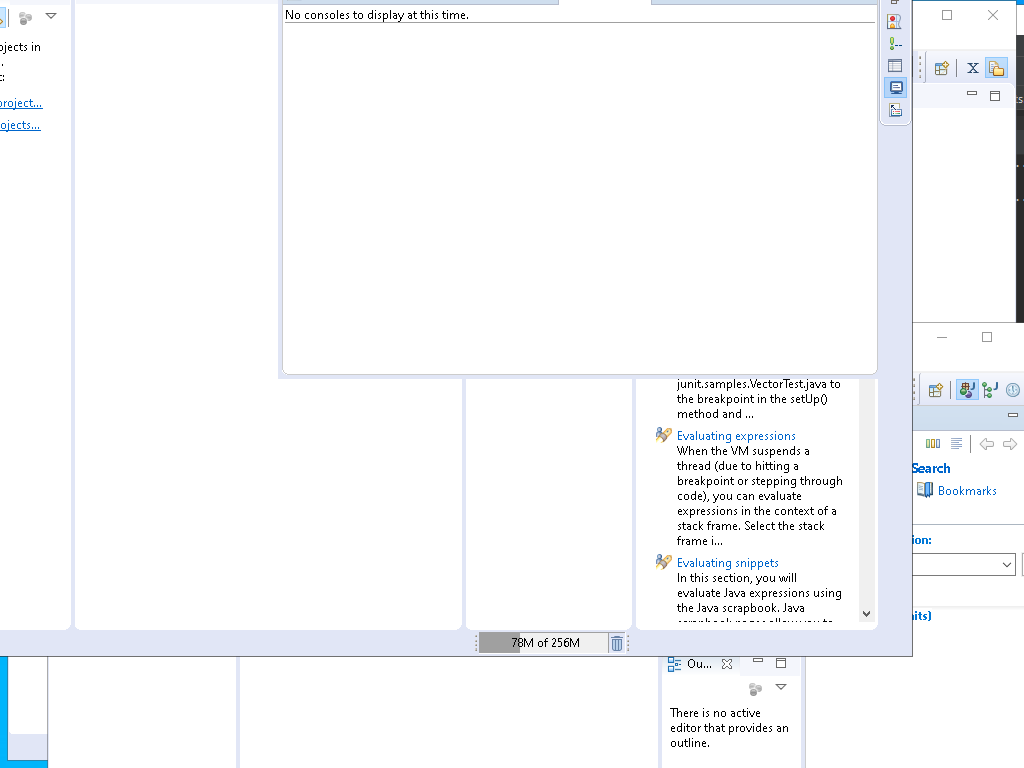 No consoles to display at this time.
ojects in
project...
ojects...
X
junit.samples.VectorTest.java to
the breakpoint in the setUp()
method and ...
Evaluating expressions
When the VM suspends a
thread (due to hitting a
breakpoint or stepping through
code), you can evaluate
expressions in the context of a
stack frame. Select the stack
frame i...
Evaluating snippets
In this section, you will
evaluate Java expressions using
the Java scrapbook. Java
78M of 256M
Search
Bookmarks
ion:
Ou...
There is no active
editor that provides an
outline.